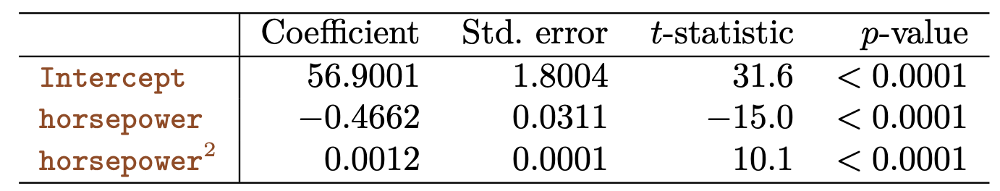 Coefficient Std. error t-statistic p-value
Intercept 56.9001 1.8004 31.6 < 0.0001
horsepower −0.4662 0.0311 −15.0 < 0.0001
horsepower² 0.0012 0.0001 10.1 < 0.0001